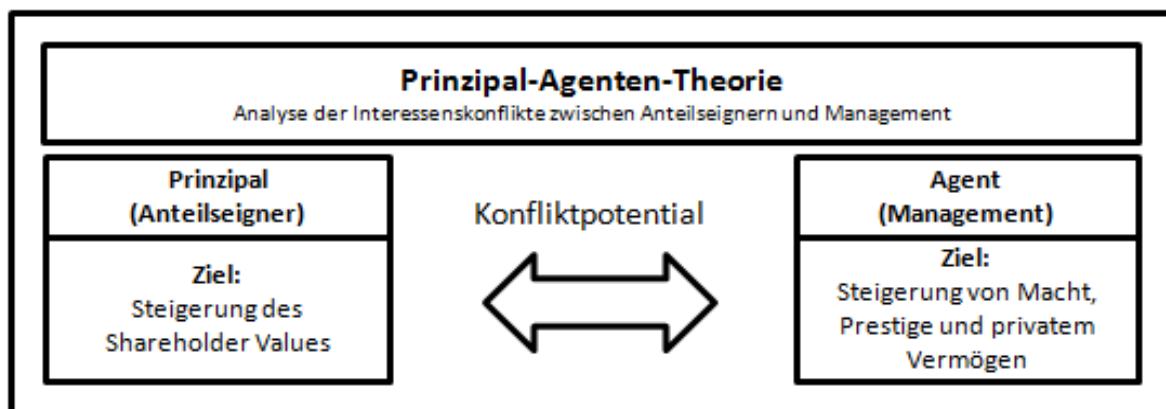 Prinzipal-Agenten-Theorie
Analyse der Interessenskonflikte zwischen Anteilseignern und Management
Prinzipal
(Anteilseigner)
Ziel:
Steigerung des
Shareholder Values
Konfliktpotential
Agent
(Management)
Ziel:
Steigerung von Macht,
Prestige und privatem
Vermögen